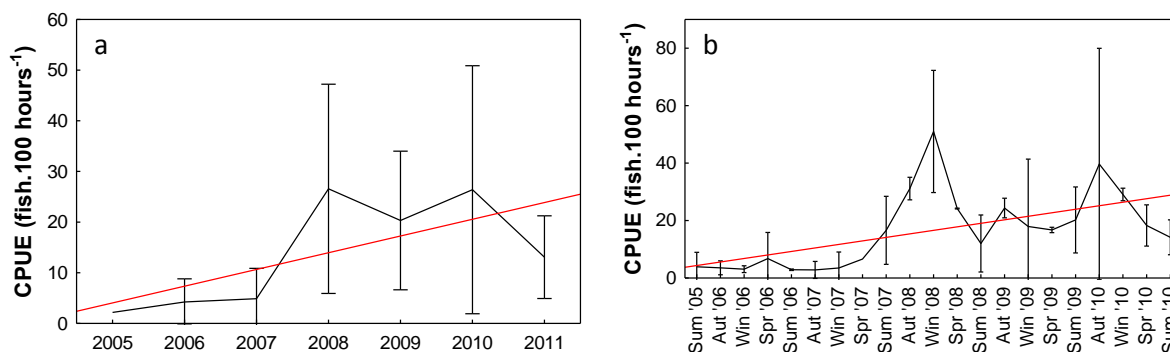 CPUE (fish.100 hours⁻¹)
a
60
50
40
30
20
10
0
2005 2006 2007 2008 2009 2010 2011
CPUE (fish.100 hours⁻¹)
b
80
60
40
20
0
Sum '05
Aut '06
Win '06
Spr '06
Sum '06
Aut '07
Win '07
Spr '07
Sum '07
Aut '08
Win '08
Spr '08
Sum '08
Aut '09
Win '09
Spr '09
Sum '09
Aut '10
Win '10
Spr '10
Sum '10